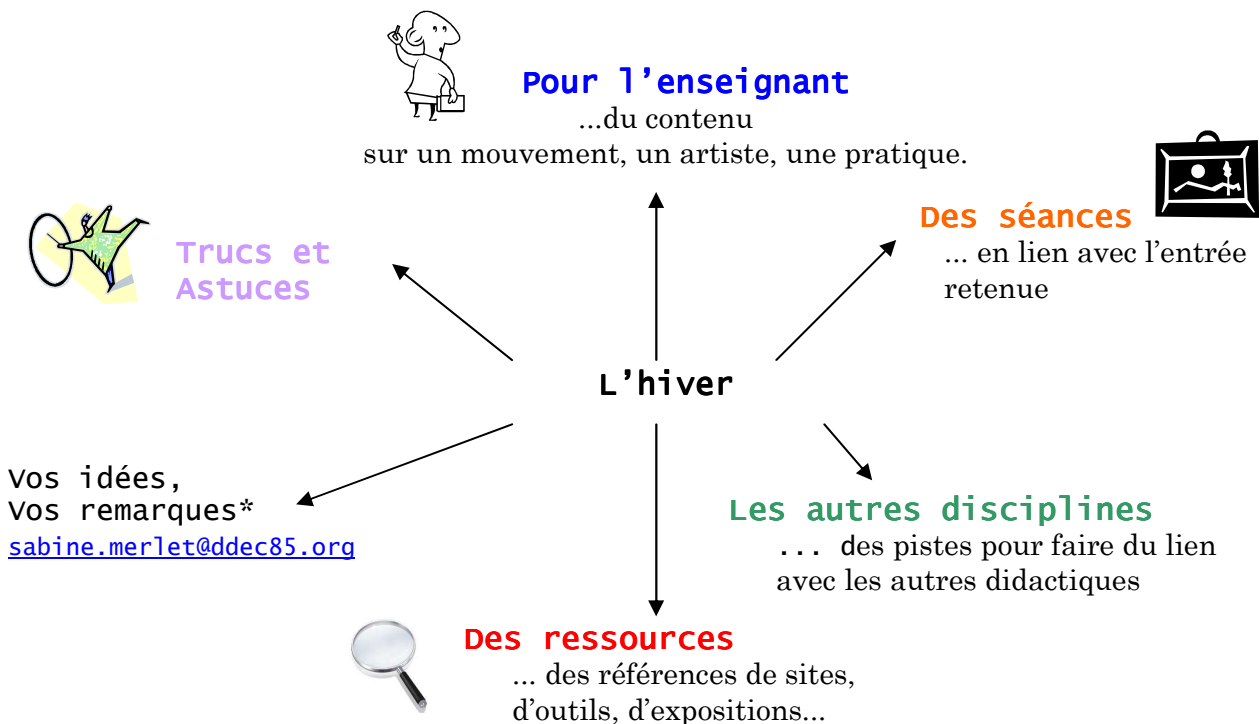 Pour l'enseignant
...du contenu
sur un mouvement, un artiste, une pratique.
Des séances
... en lien avec l'entrée
retenue
Trucs et
Astuces
L'hiver
Vos idées,
Vos remarques*
sabine.merlet@ddec85.org
Les autres disciplines
... des pistes pour faire du lien
avec les autres didactiques
Des ressources
... des références de sites,
d'outils, d'expositions...